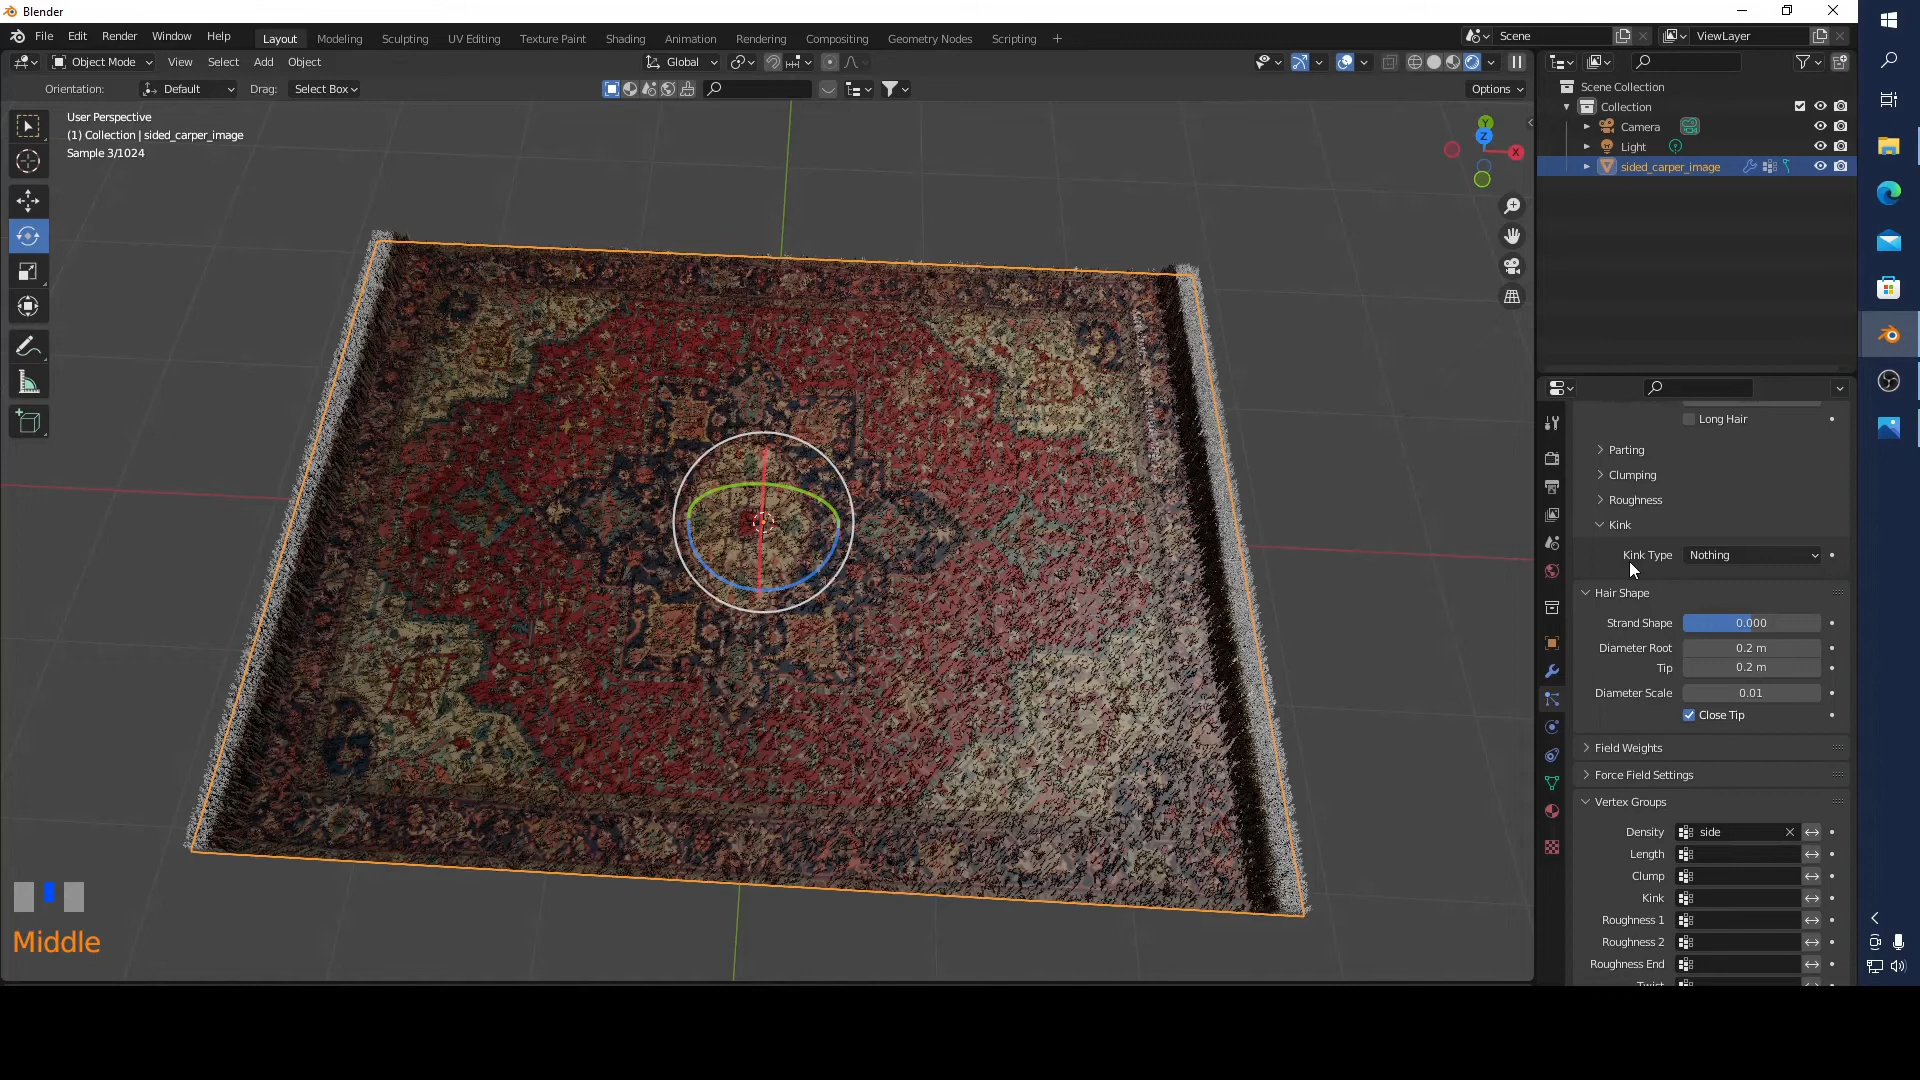 Blender
File Edit Render Window Help
Layout Modeling Sculpting UV Editing Texture Paint Shading Animation Rendering Compositing Geometry Nodes Scripting +
Scene
ViewLayer
Object Mode View Select Add Object
Global
Orientation: Default Drag: Select Box
Options
User Perspective
(1) Collection | sided_carper_image
Sample 3/1024
Y
Z
X
Middle
Scene Collection
Collection
Camera
Light
sided_carper_image
Long Hair
Parting
Clumping
Roughness
Kink
Kink Type Nothing
Hair Shape
Strand Shape 0.000
Diameter Root 0.2 m
Tip 0.2 m
Diameter Scale 0.01
Close Tip
Field Weights
Force Field Settings
Vertex Groups
Density side
Length
Clump
Kink
Roughness 1
Roughness 2
Roughness End